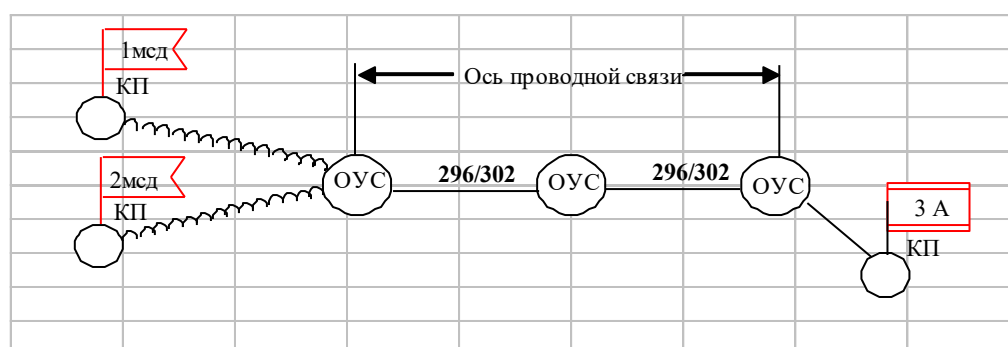 1мсд
КП
Ось проводной связи
2мсд
КП
ОУС
296/302
ОУС
296/302
ОУС
3 А
КП